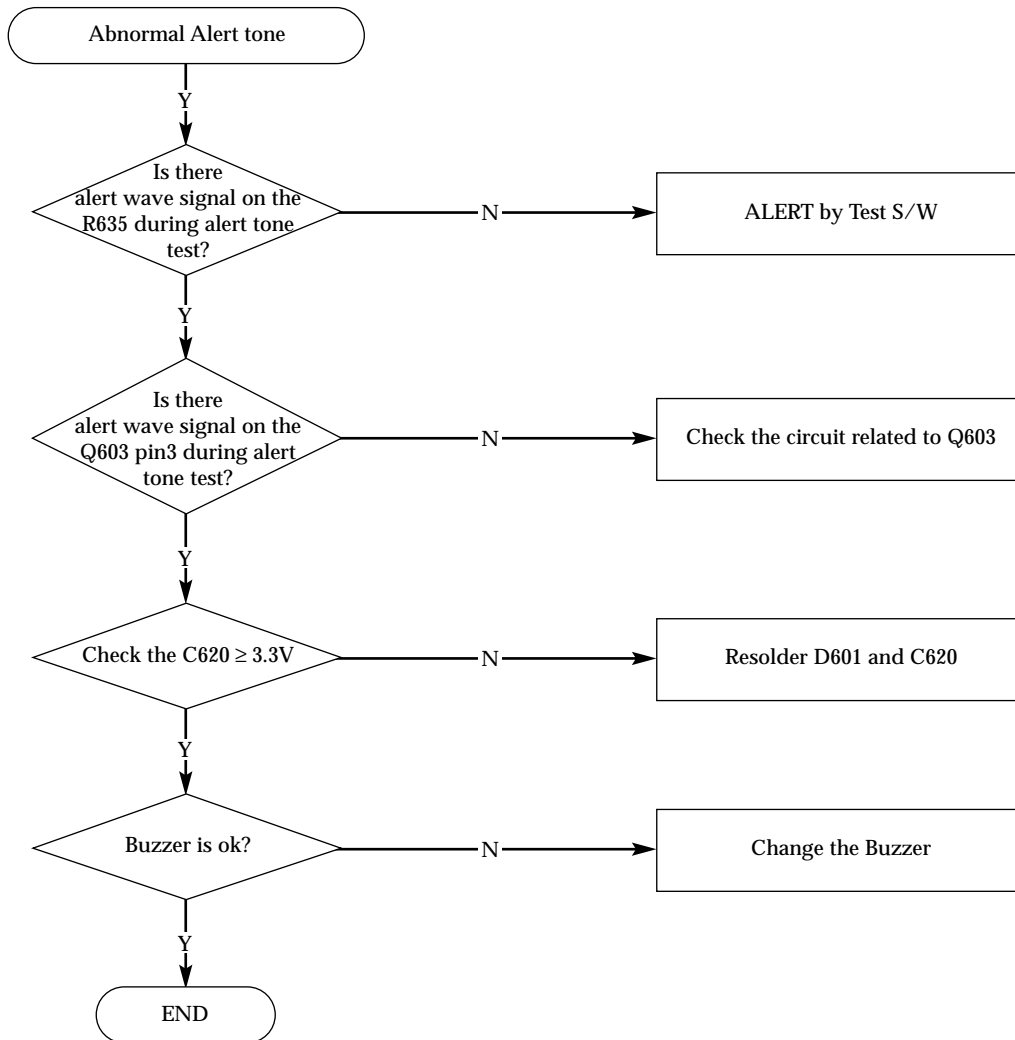 Abnormal Alert tone
Y
Is there
alert wave signal on the
R635 during alert tone
test?
N
ALERT by Test S/W
Y
Is there
alert wave signal on the
Q603 pin3 during alert
tone test?
N
Check the circuit related to Q603
Y
Check the C620 ≥ 3.3V
N
Resolder D601 and C620
Y
Buzzer is ok?
N
Change the Buzzer
Y
END